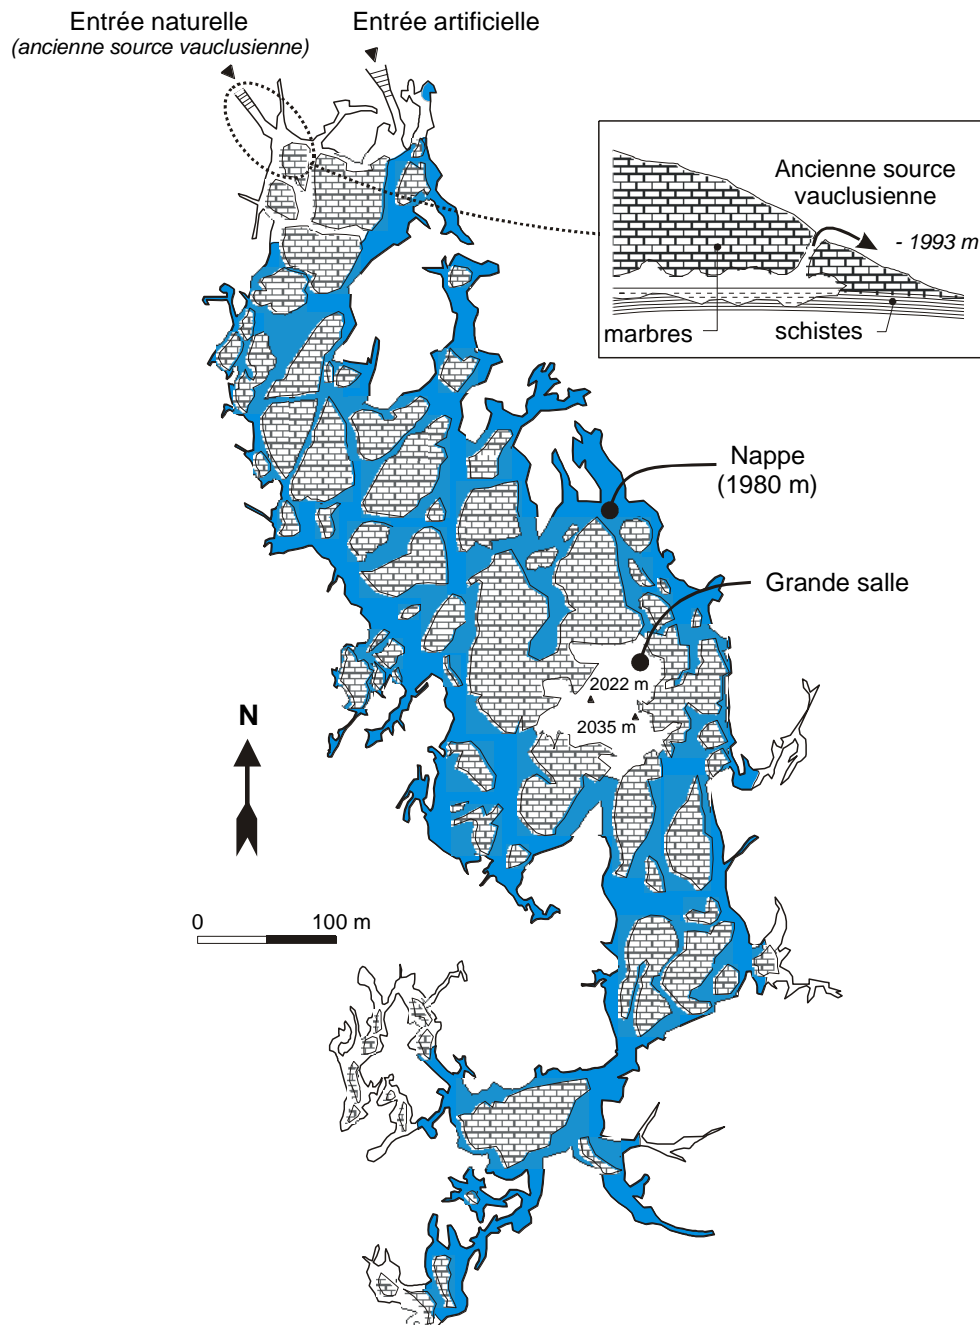 Entrée naturelle
(ancienne source vauclusienne)
Entrée artificielle
Ancienne source
vauclusienne
- 1993 m
marbres
schistes
Nappe
(1980 m)
Grande salle
2022 m
2035 m
N
0 100 m